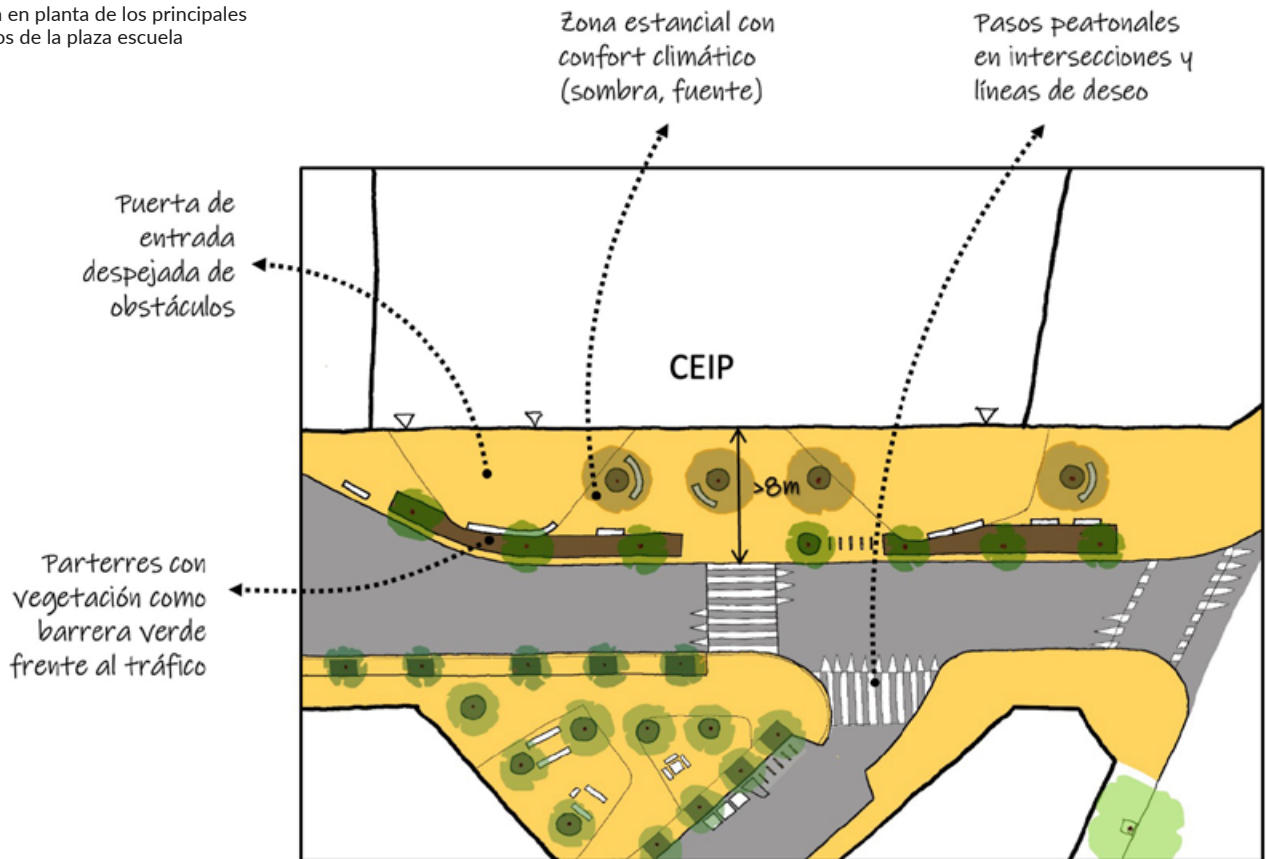 en planta de los principales
de la plaza escuela
Zona estancial con
confort climático
(sombra, fuente)
Pasos peatonales
en intersecciones y
líneas de deseo
Puerta de
entrada
despejada de
obstáculos
CEIP
>8m
Parterres con
vegetación como
barrera verde
frente al tráfico